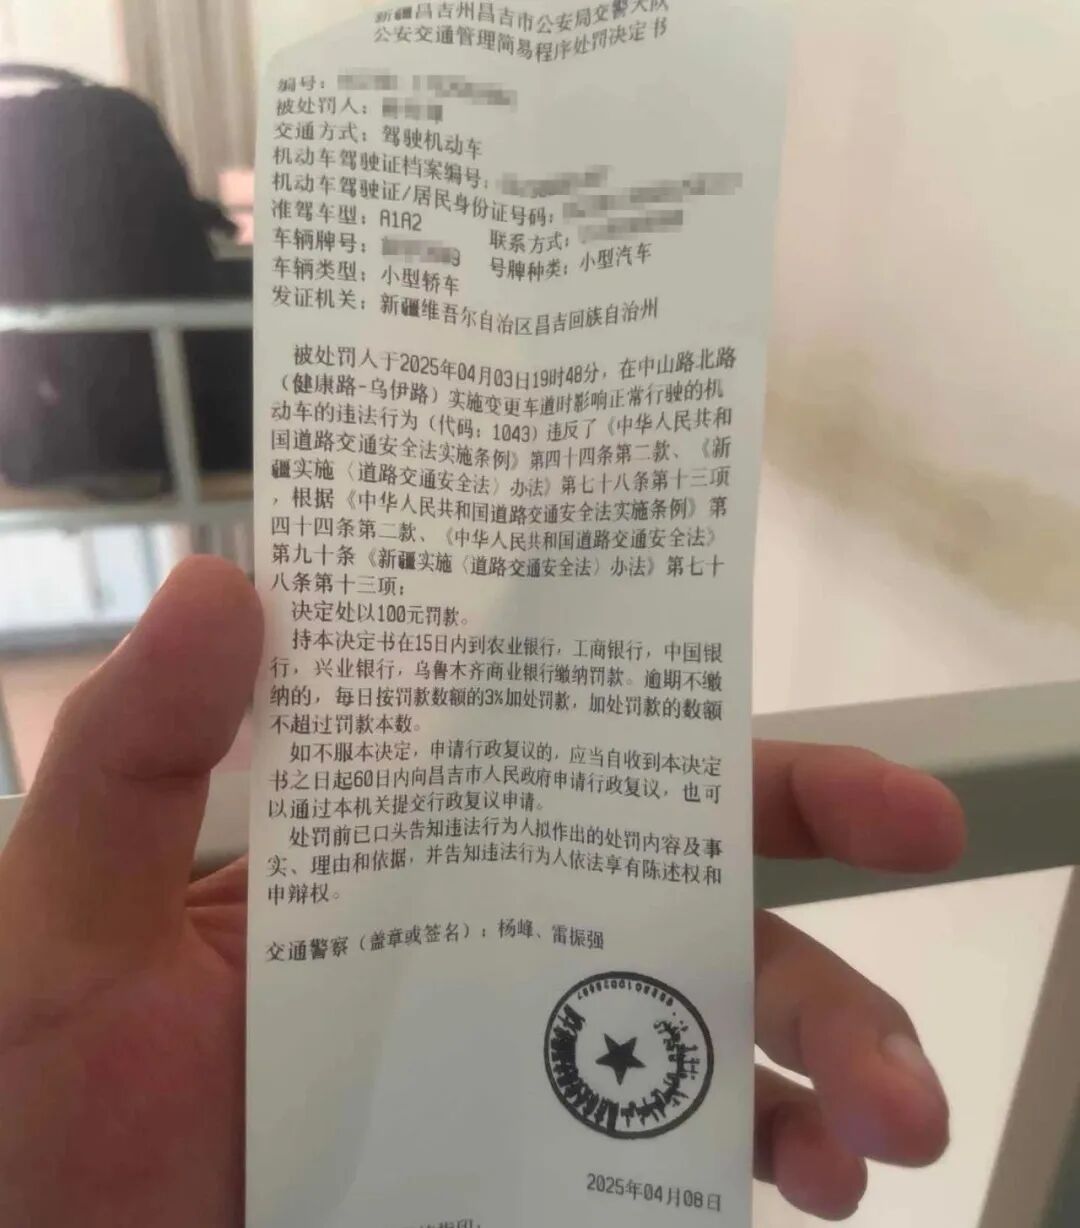 新疆昌吉州昌吉市公安局交警大队
公安交通管理简易程序处罚决定书
编号：
被处罚人：
交通方式：驾驶机动车
机动车驾驶证档案编号：
机动车驾驶证/居民身份证号码：
准驾车型：A1A2 联系方式：
车辆牌号：9 号牌种类：小型汽车
车辆类型：小型轿车
发证机关：新疆维吾尔自治区昌吉回族自治州
被处罚人于2025年04月03日19时48分，在中山路北路
（健康路-乌伊路）实施变更车道时影响正常行驶的机
动车的违法行为（代码：1043）违反了《中华人民共和
国道路交通安全法实施条例》第四十四条第二款、《新
疆实施〈道路交通安全法〉办法》第七十八条第十三项
，根据《中华人民共和国道路交通安全法实施条例》第
四十四条第二款、《中华人民共和国道路交通安全法》
第九十条《新疆实施〈道路交通安全法〉办法》第七十
八条第十三项：
决定处以100元罚款。
持本决定书在15日内到农业银行，工商银行，中国银
行，兴业银行，乌鲁木齐商业银行缴纳罚款。逾期不缴
纳的，每日按罚款数额的3%加处罚款，加处罚款的数额
不超过罚款本数。
如不服本决定，申请行政复议的，应当自收到本决定
书之日起60日内向昌吉市人民政府申请行政复议，也可
以通过本机关提交行政复议申请。
处罚前已口头告知违法行为人拟作出的处罚内容及事
实、理由和依据，并告知违法行为人依法享有陈述权和
申辩权。
交通警察（盖章或签名）：杨峰、雷振强
2025年04月08日